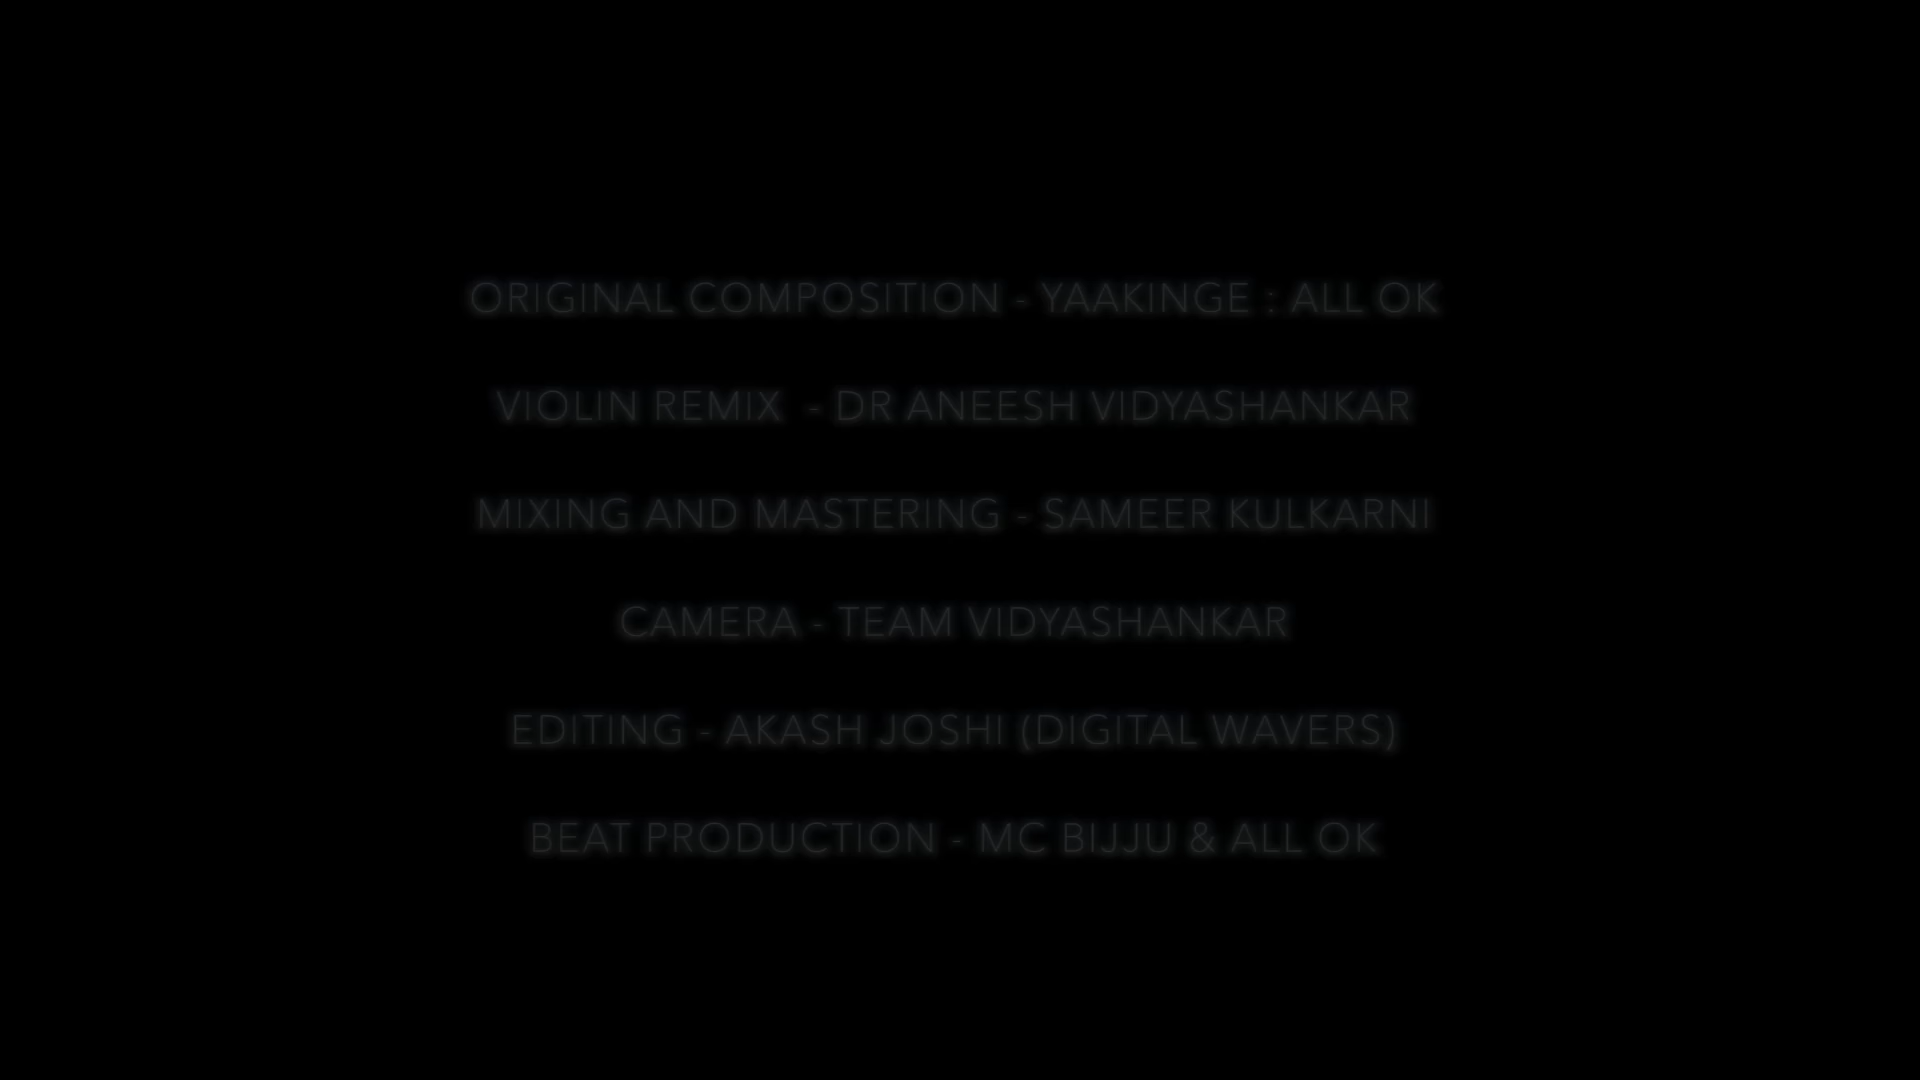 ORIGINAL COMPOSITION - YAAKINGE : ALL OK
VIOLIN REMIX - DR ANEESH VIDYASHANKAR
MIXING AND MASTERING - SAMEER KULKARNI
CAMERA - TEAM VIDYASHANKAR
EDITING - AKASH JOSHI (DIGITAL WAVERS)
BEAT PRODUCTION - MC BIJJU & ALL OK